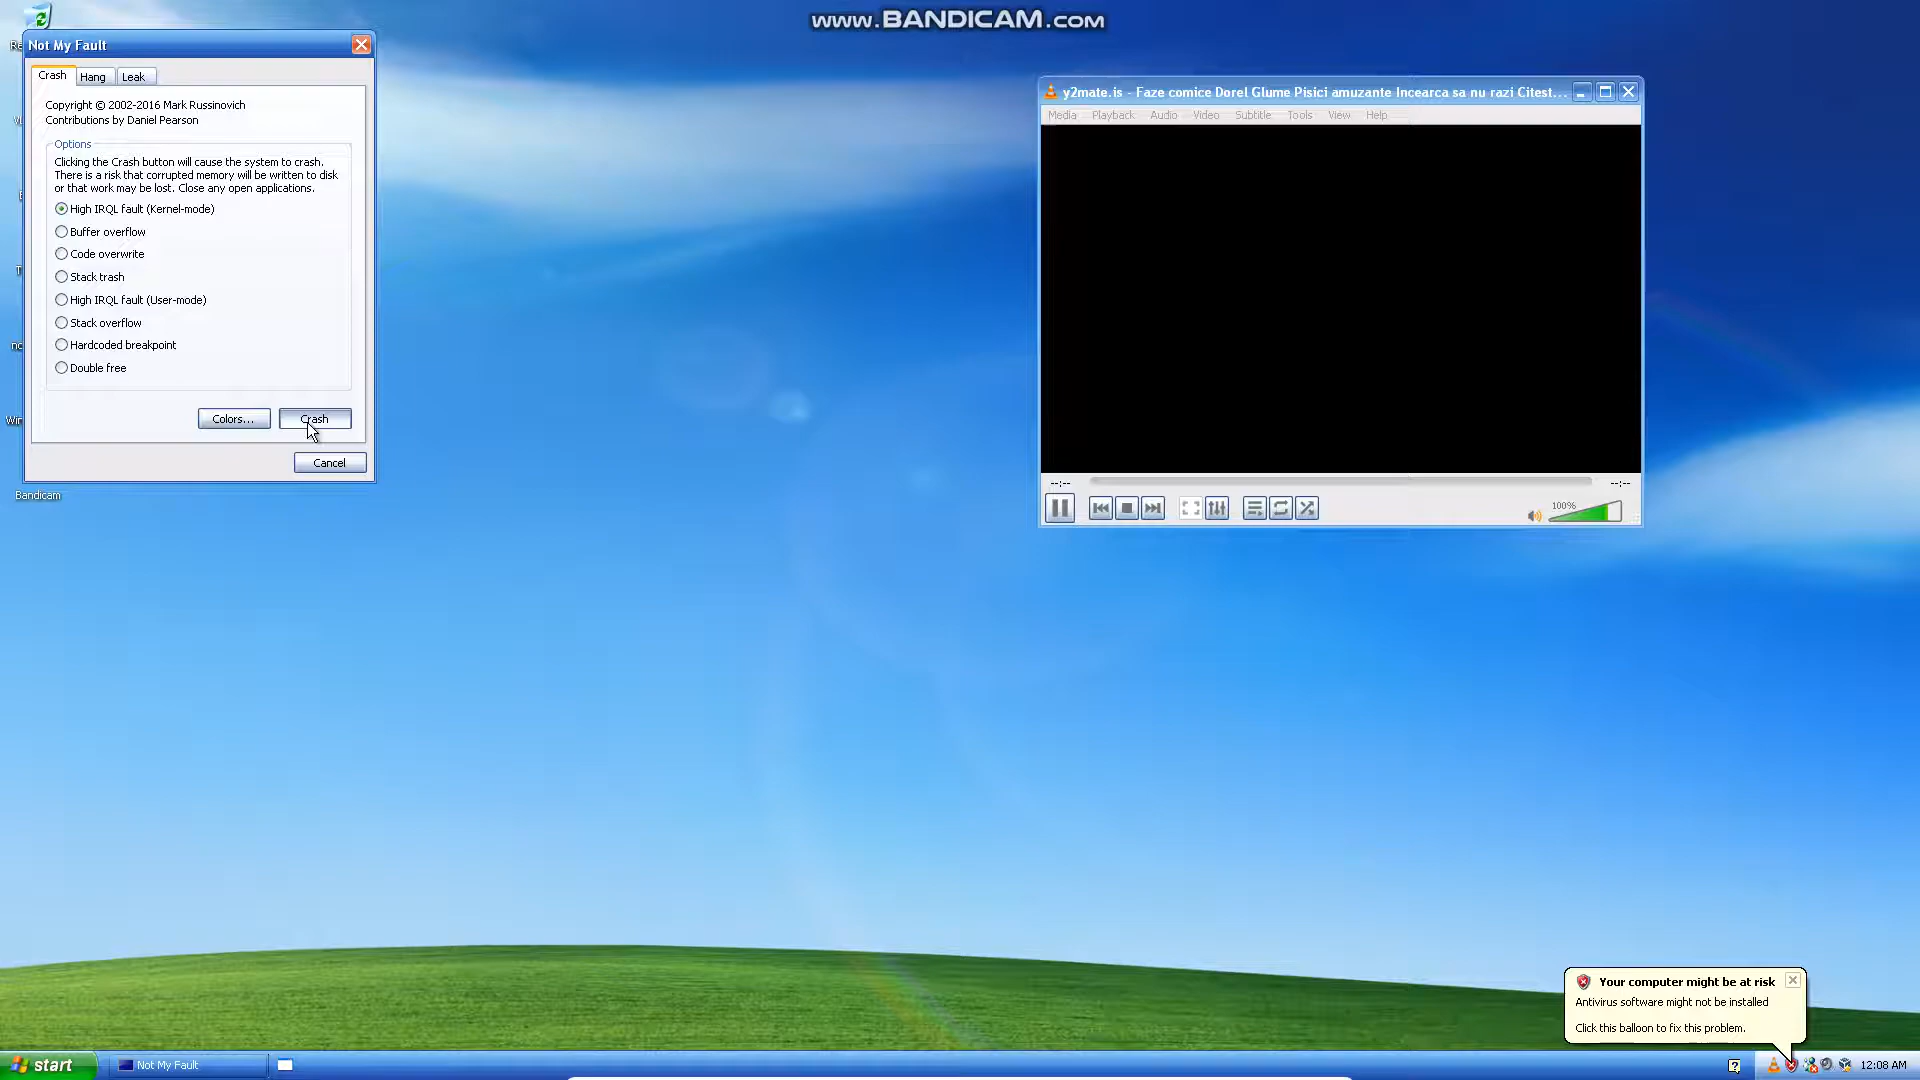 www.BANDICAM.com
Not My Fault
Crash Hang Leak
Copyright © 2002-2016 Mark Russinovich
Contributions by Daniel Pearson
Options
Clicking the Crash button will cause the system to crash.
There is a risk that corrupted memory will be written to disk
or that work may be lost. Close any open applications.
High IRQL fault (Kernel-mode)
Buffer overflow
Code overwrite
Stack trash
High IRQL fault (User-mode)
Stack overflow
Hardcoded breakpoint
Double free
Colors... Crash
Cancel
Bandicam
y2mate.is - Faze comice Dorel Glume Pisici amuzante Incearca sa nu razi Citest...
Media Playback Audio Video Subtitle Tools View Help
--:-- --:--
100%
Your computer might be at risk
Antivirus software might not be installed
Click this balloon to fix this problem.
start Not My Fault 12:08 AM